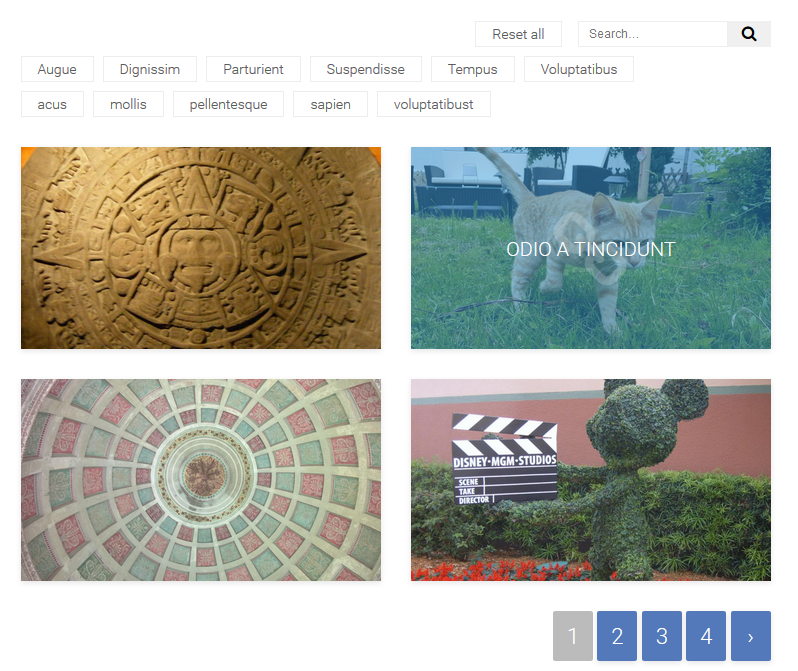 Reset all Search...
Augue Dignissim Parturient Suspendisse Tempus Voluptatibus
acus mollis pellentesque sapien voluptatibust
ODIO A TINCIDUNT
DISNEY·MGM·STUDIOS
SCENE
TAKE
DIRECTOR
1 2 3 4 ›